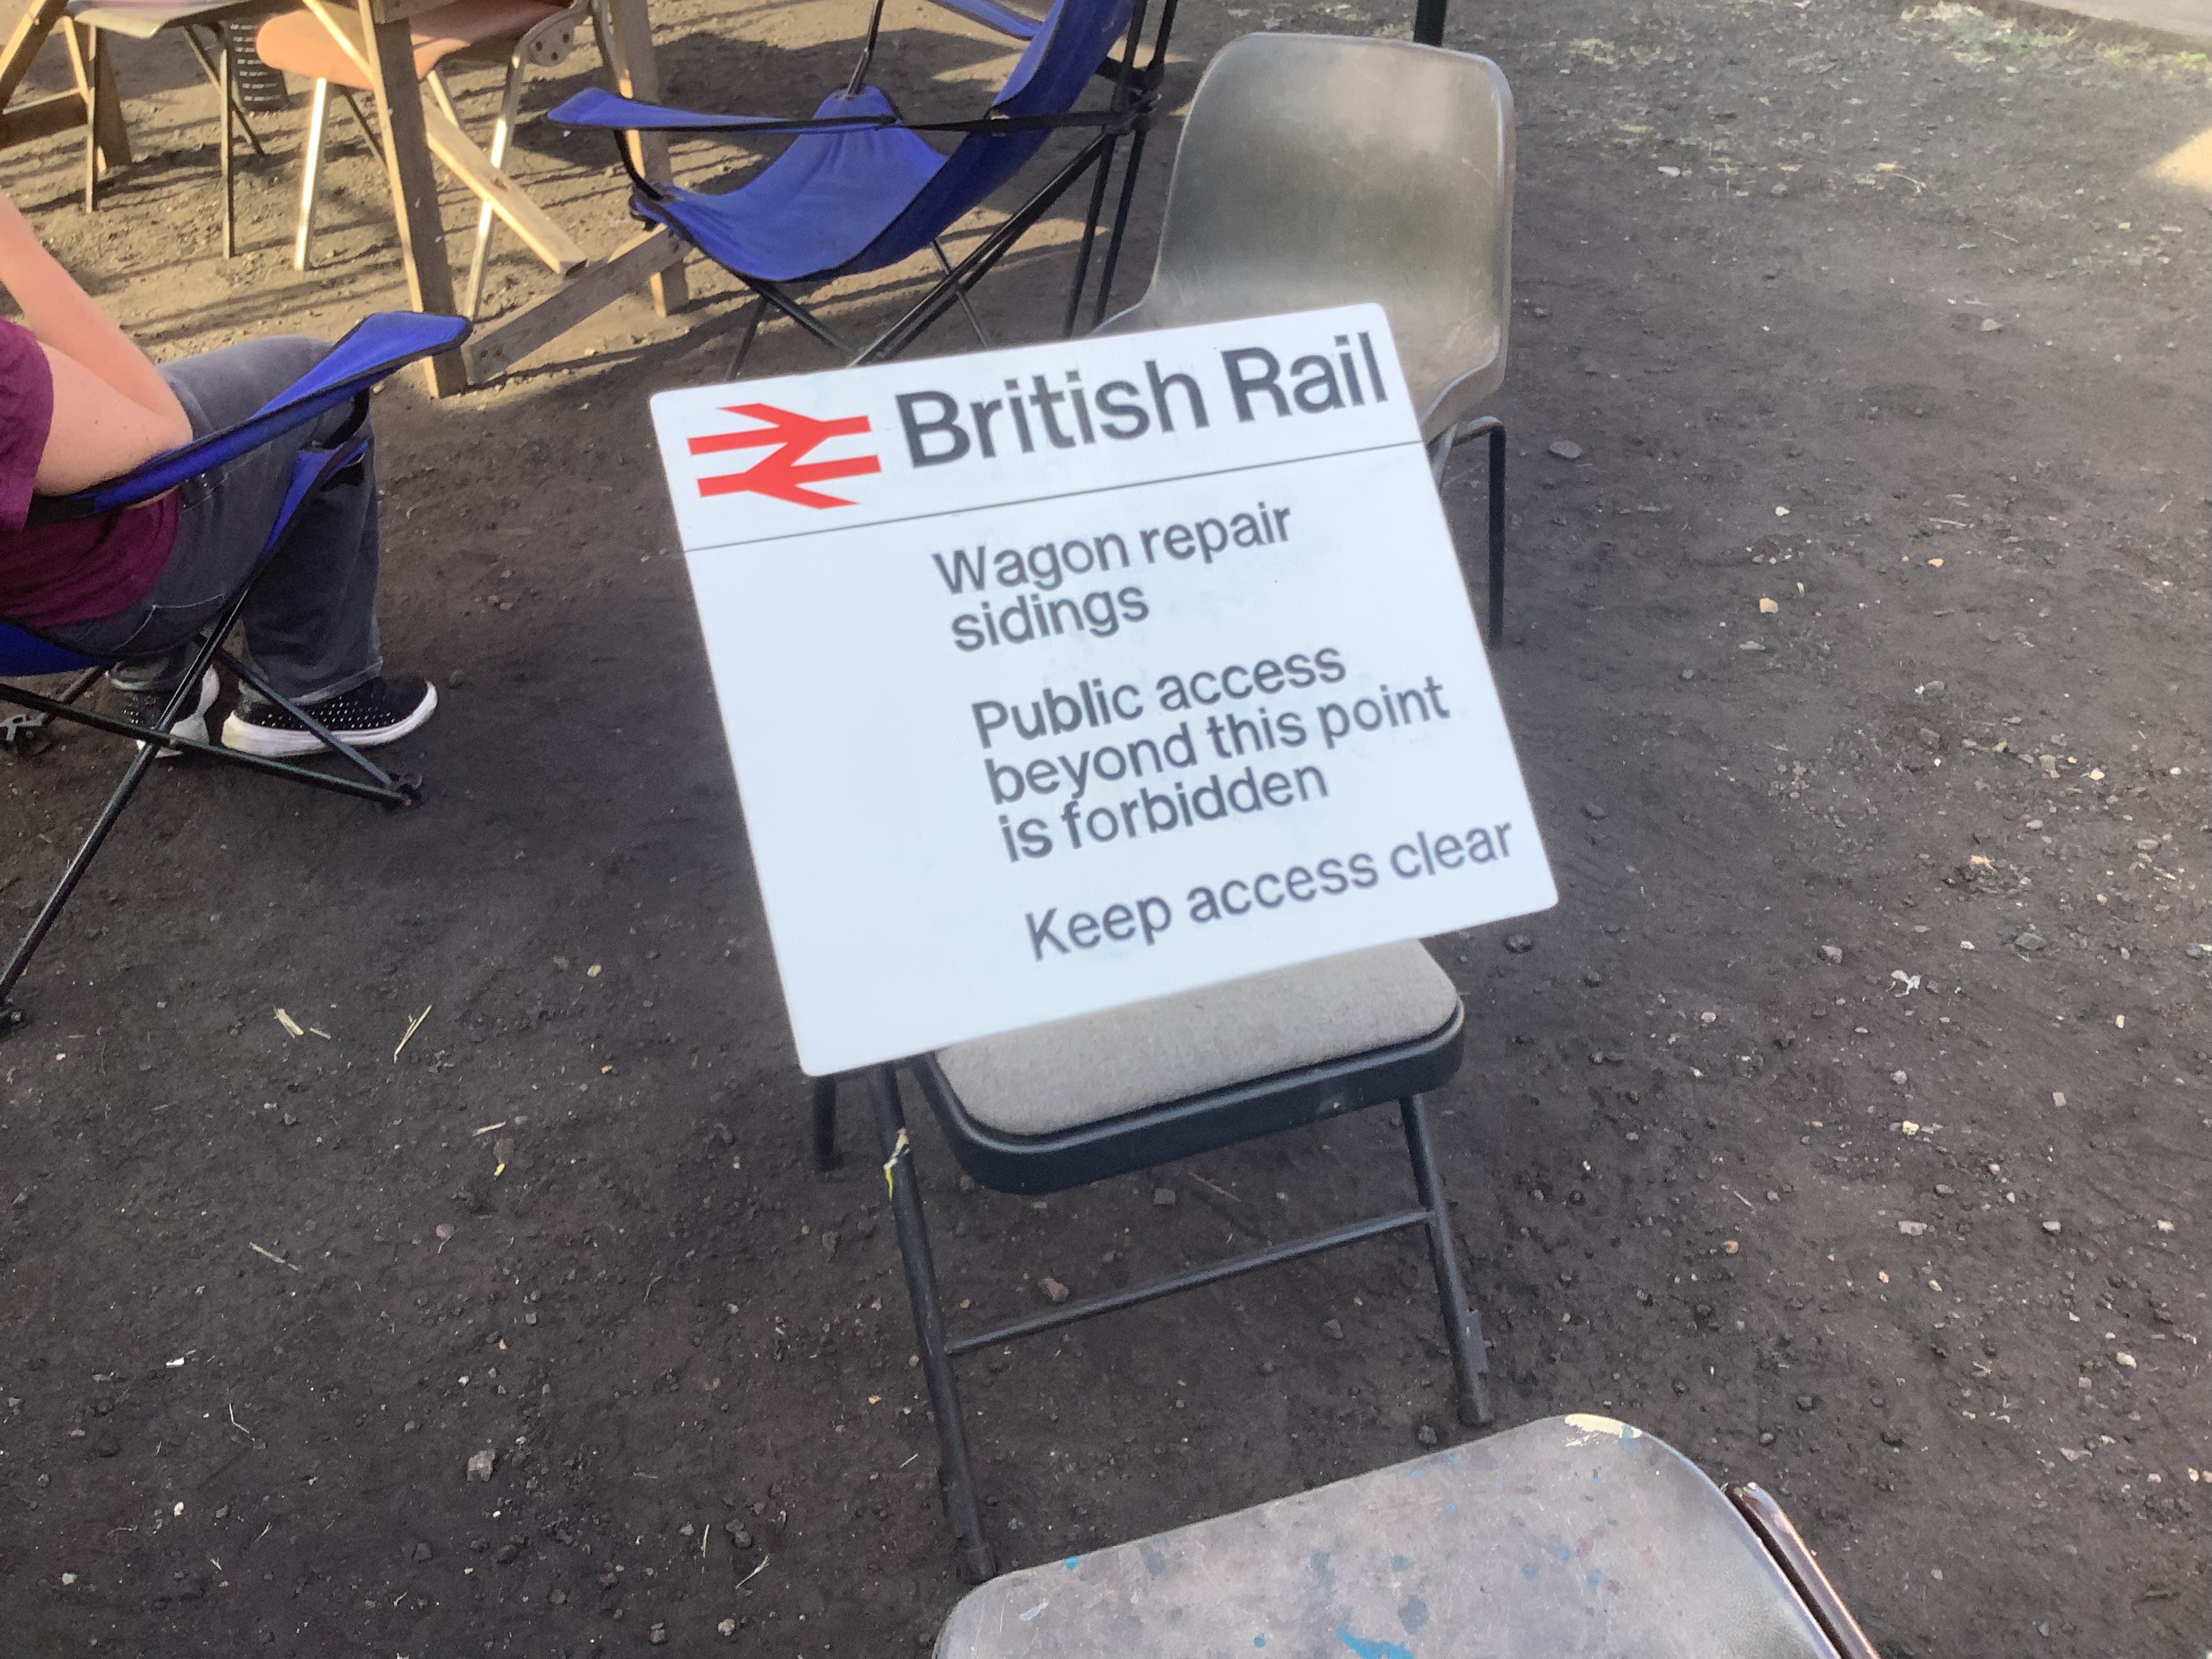 British Rail
Wagon repair
sidings
Public access
beyond this point
is forbidden
Keep access clear